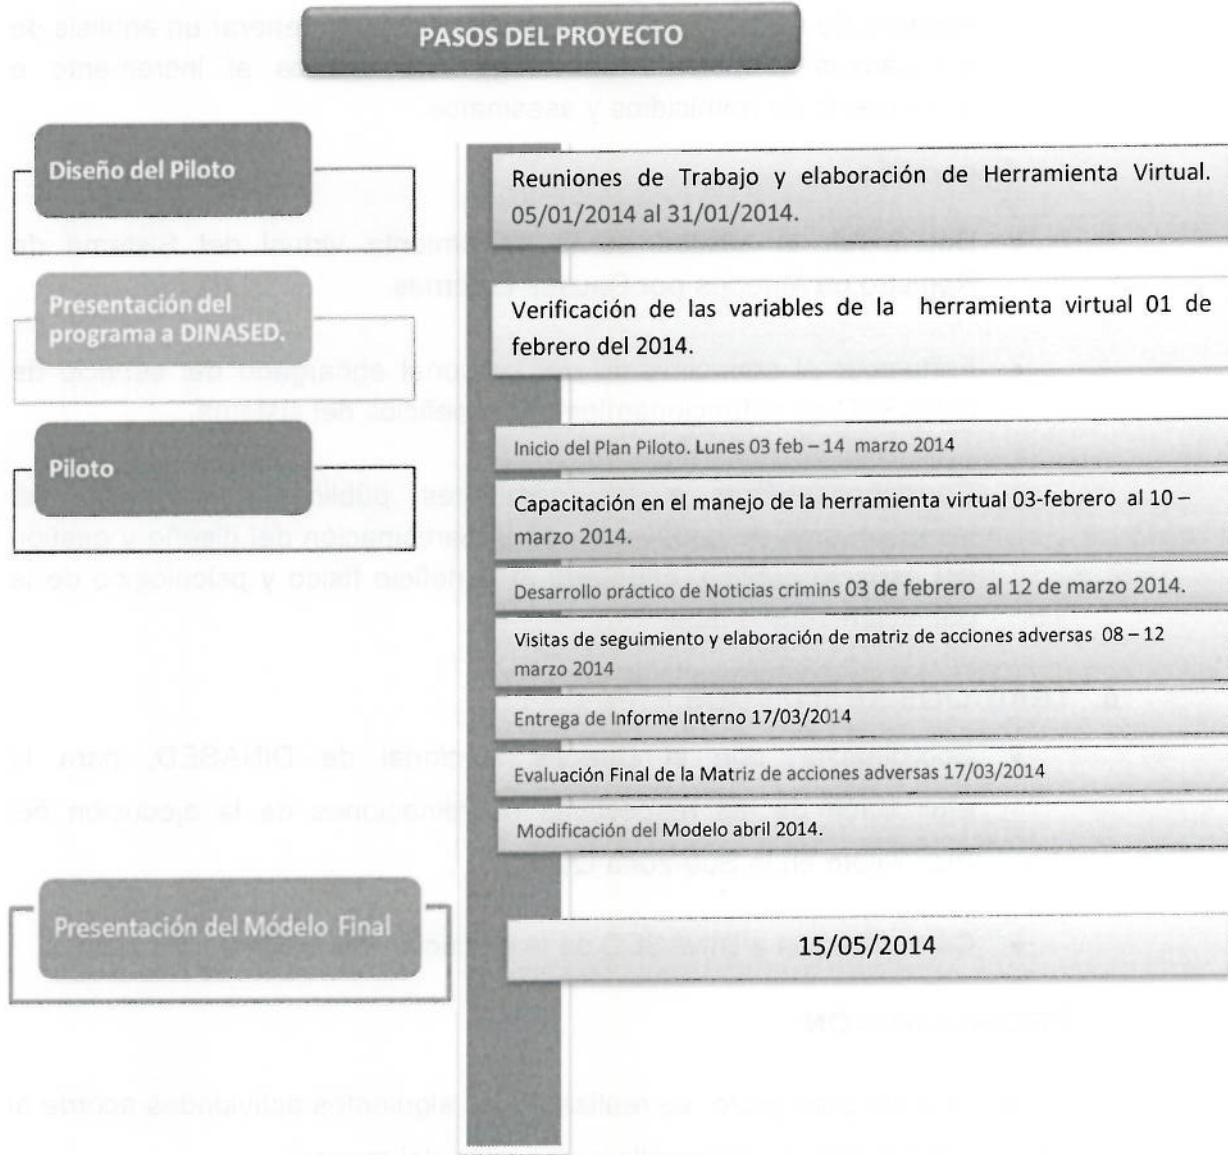 PASOS DEL PROYECTO
Diseño del Piloto
Reuniones de Trabajo y elaboración de Herramienta Virtual.
05/01/2014 al 31/01/2014.
Presentación del
programa a DINASED.
Verificación de las variables de la herramienta virtual 01 de
febrero del 2014.
Piloto
Inicio del Plan Piloto. Lunes 03 feb – 14 marzo 2014
Capacitación en el manejo de la herramienta virtual 03-febrero al 10 –
marzo 2014.
Desarrollo práctico de Noticias crimins 03 de febrero al 12 de marzo 2014.
Visitas de seguimiento y elaboración de matriz de acciones adversas 08 – 12
marzo 2014
Entrega de Informe Interno 17/03/2014
Evaluación Final de la Matriz de acciones adversas 17/03/2014
Modificación del Modelo abril 2014.
Presentación del Módelo Final
15/05/2014